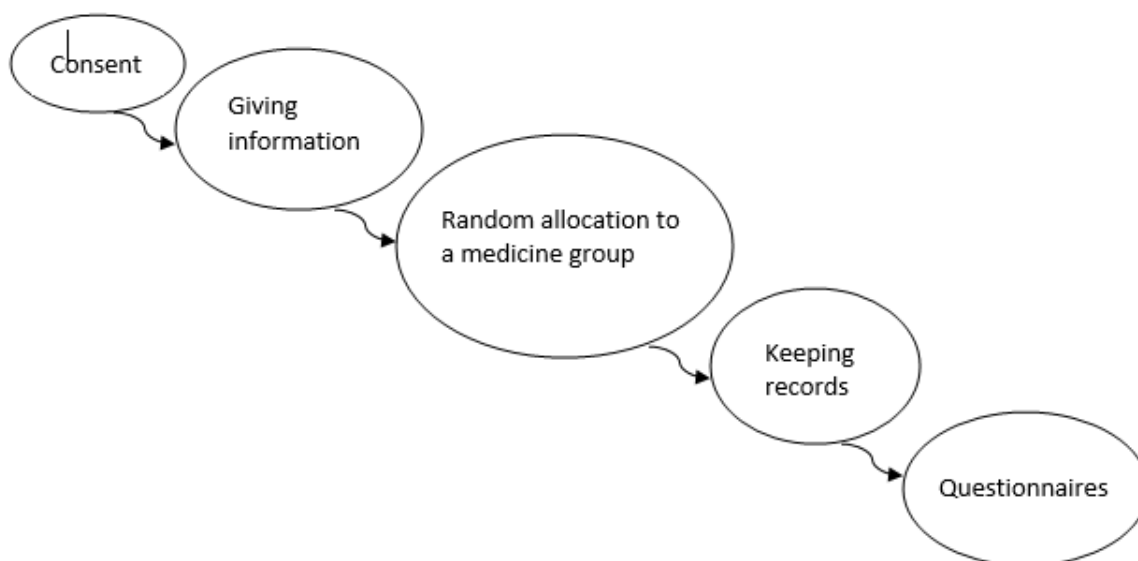 Consent
Giving
information
Random allocation to
a medicine group
Keeping
records
Questionnaires